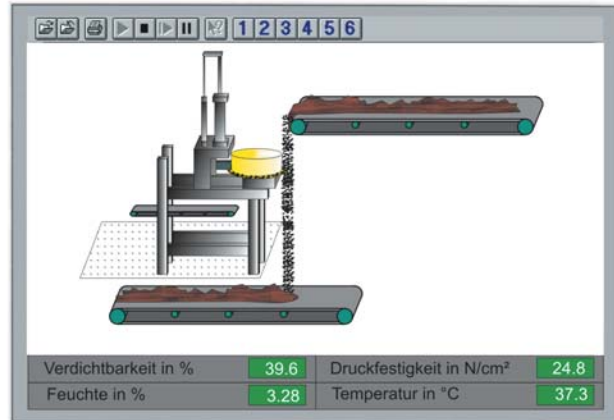 1 2 3 4 5 6
Verdichtbarkeit in % 39.6 Druckfestigkeit in N/cm² 24.8
Feuchte in % 3.28 Temperatur in °C 37.3